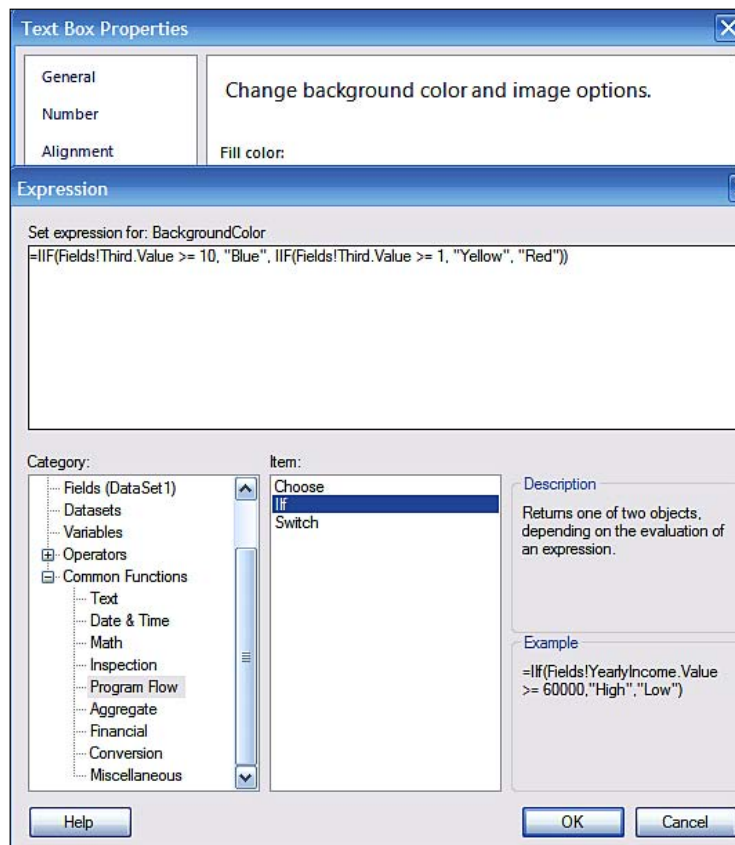 Text Box Properties
General
Number
Alignment
Change background color and image options.
Fill color:
Expression
Set expression for: BackgroundColor
=IIF(Fields!Third.Value >= 10, "Blue", IIF(Fields!Third.Value >= 1, "Yellow", "Red"))
Category:
Fields (DataSet1)
Datasets
Variables
Operators
Common Functions
Text
Date & Time
Math
Inspection
Program Flow
Aggregate
Financial
Conversion
Miscellaneous
Item:
Choose
IIf
Switch
Description
Returns one of two objects,
depending on the evaluation of
an expression.
Example
=IIf(Fields!YearlyIncome.Value
>= 60000,"High","Low")
Help
OK
Cancel